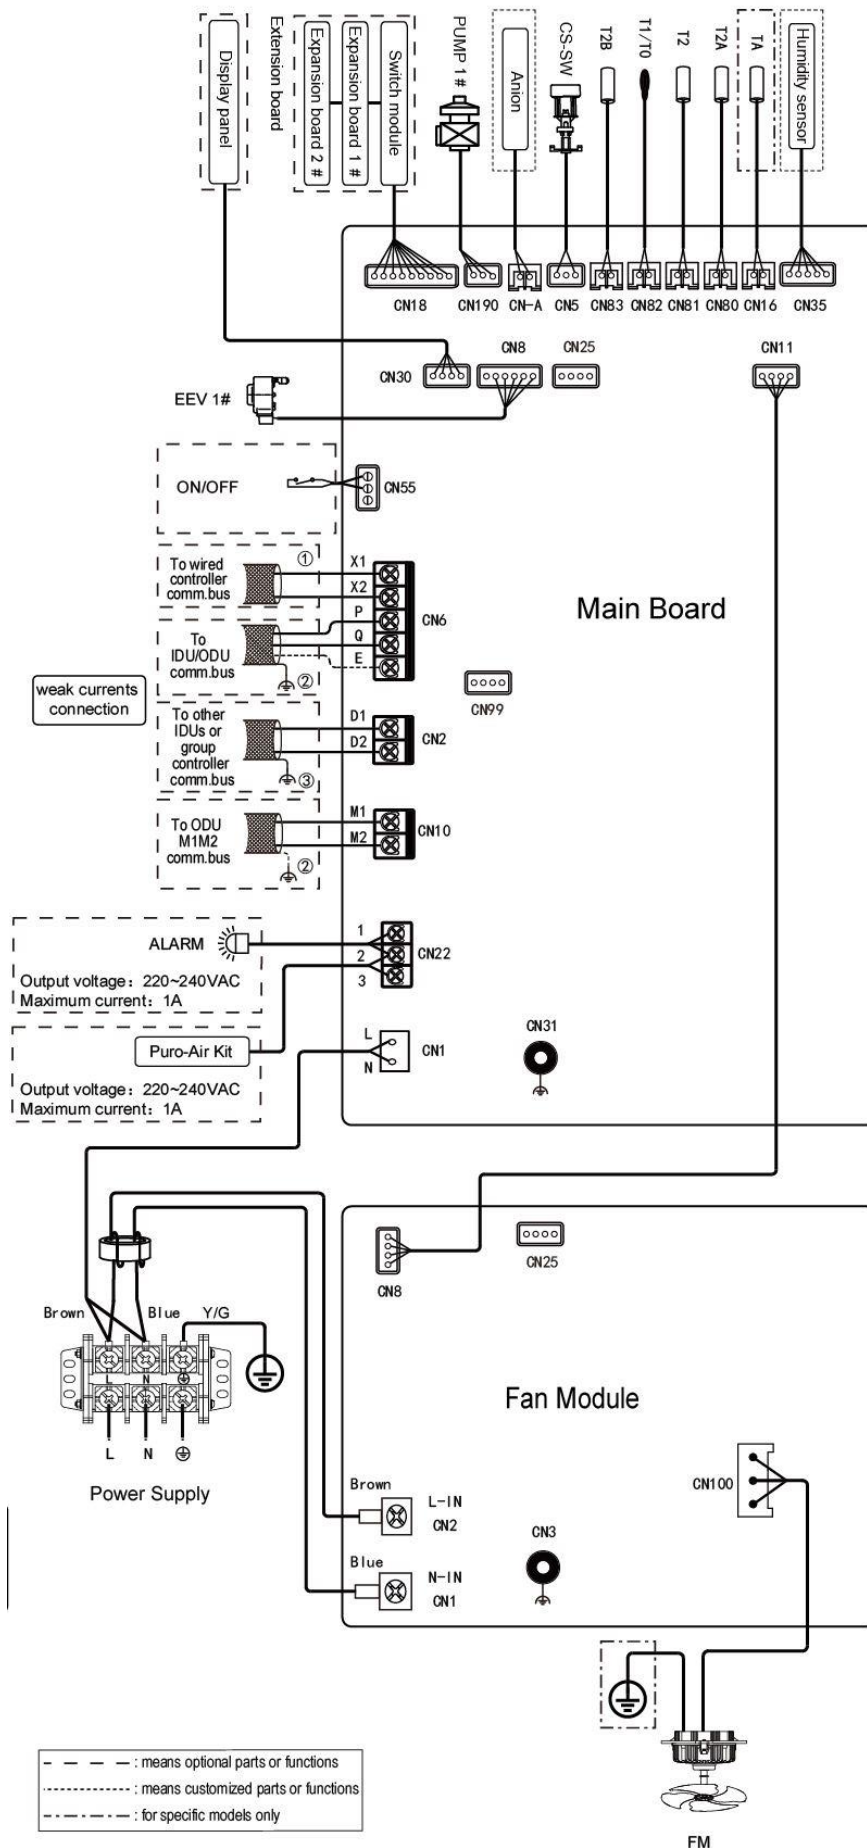 Display panel
Extension board
Expansion board 2 #
Expansion board 1 #
Switch module
PUMP 1#
Anion
CS-SW
T2B
T1/T0
T2
T2A
TA
Humidity sensor
CN18
CN190
CN-A
CN5
CN83
CN82
CN81
CN80
CN16
CN35
CN30
CN8
CN25
CN11
EEV 1#
ON/OFF
CN55
To wired
controller
comm.bus
①
X1
X2
P
Q
E
CN6
To
IDU/ODU
comm.bus
②
Main Board
CN99
weak currents
connection
To other
IDUs or
group
controller
comm.bus
③
D1
D2
CN2
To ODU
M1M2
comm.bus
②
M1
M2
CN10
ALARM
Output voltage: 220~240VAC
Maximum current: 1A
1
2
3
CN22
Puro-Air Kit
Output voltage: 220~240VAC
Maximum current: 1A
L
N
CN1
CN31
CN8
CN25
Brown
Blue
Y/G
L
N
L
N
Power Supply
Fan Module
Brown
L-IN
CN2
Blue
N-IN
CN1
CN3
CN100
FM
: means optional parts or functions
: means customized parts or functions
: for specific models only